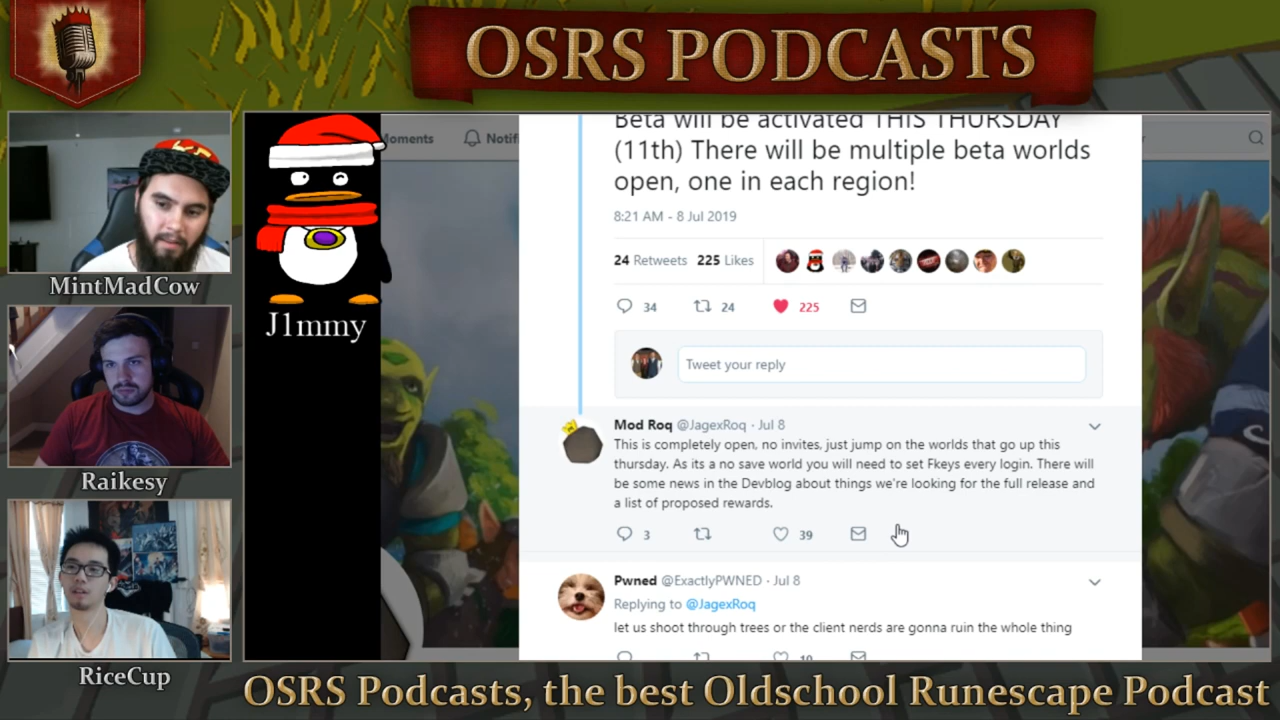 OSRS PODCASTS
MintMadCow
Raikesy
RiceCup
J1mmy
Moments
Notif
Beta will be activated THIS THURSDAY
(11th) There will be multiple beta worlds
open, one in each region!
8:21 AM - 8 Jul 2019
24 Retweets 225 Likes
34 24 225
Tweet your reply
Mod Roq @JagexRoq · Jul 8
This is completely open, no invites, just jump on the worlds that go up this
thursday. As its a no save world you will need to set Fkeys every login. There will
be some news in the Devblog about things we're looking for the full release and
a list of proposed rewards.
3 39
Pwned @ExactlyPWNED · Jul 8
Replying to @JagexRoq
let us shoot through trees or the client nerds are gonna ruin the whole thing
OSRS Podcasts, the best Oldschool Runescape Podcast